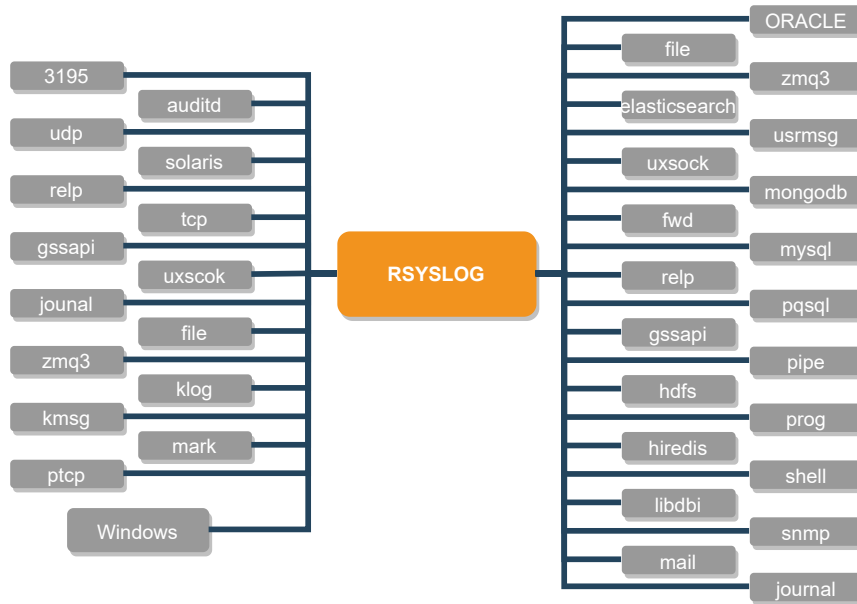 3195
auditd
udp
solaris
relp
tcp
gssapi
uxscok
jounal
file
zmq3
klog
kmsg
mark
ptcp
Windows
RSYSLOG
ORACLE
file
zmq3
elasticsearch
usrmsg
uxsock
mongodb
fwd
mysql
relp
pqsql
gssapi
pipe
hdfs
prog
hiredis
shell
libdbi
snmp
mail
journal